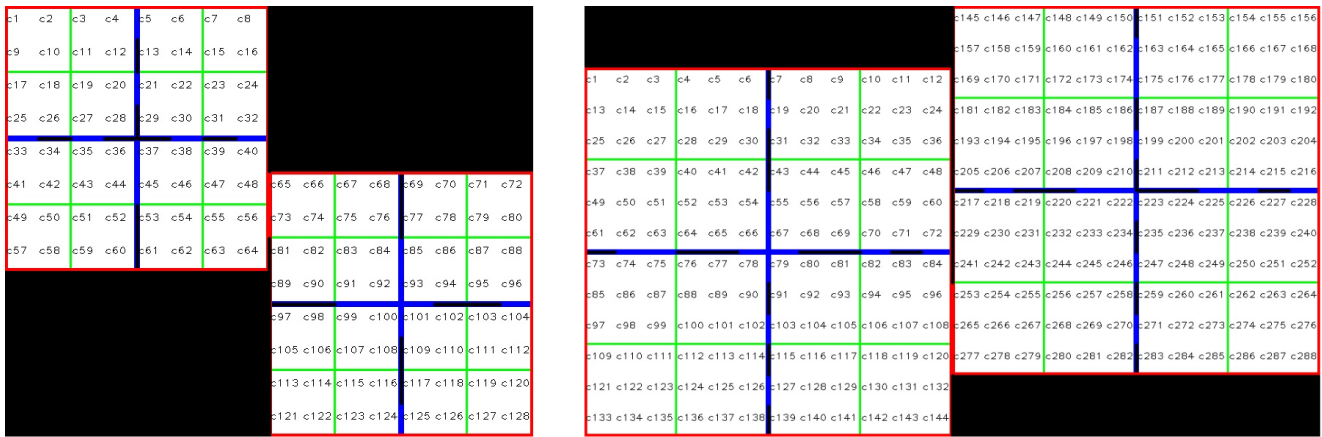 c1 c2 c3 c4 c5 c6 c7 c8
c9 c10 c11 c12 c13 c14 c15 c16
c17 c18 c19 c20 c21 c22 c23 c24
c25 c26 c27 c28 c29 c30 c31 c32
c33 c34 c35 c36 c37 c38 c39 c40
c41 c42 c43 c44 c45 c46 c47 c48
c49 c50 c51 c52 c53 c54 c55 c56
c57 c58 c59 c60 c61 c62 c63 c64
c65 c66 c67 c68 c69 c70 c71 c72
c73 c74 c75 c76 c77 c78 c79 c80
c81 c82 c83 c84 c85 c86 c87 c88
c89 c90 c91 c92 c93 c94 c95 c96
c97 c98 c99 c100 c101 c102 c103 c104
c105 c106 c107 c108 c109 c110 c111 c112
c113 c114 c115 c116 c117 c118 c119 c120
c121 c122 c123 c124 c125 c126 c127 c128
c1 c2 c3 c4 c5 c6 c7 c8 c9 c10 c11 c12
c13 c14 c15 c16 c17 c18 c19 c20 c21 c22 c23 c24
c25 c26 c27 c28 c29 c30 c31 c32 c33 c34 c35 c36
c37 c38 c39 c40 c41 c42 c43 c44 c45 c46 c47 c48
c49 c50 c51 c52 c53 c54 c55 c56 c57 c58 c59 c60
c61 c62 c63 c64 c65 c66 c67 c68 c69 c70 c71 c72
c73 c74 c75 c76 c77 c78 c79 c80 c81 c82 c83 c84
c85 c86 c87 c88 c89 c90 c91 c92 c93 c94 c95 c96
c97 c98 c99 c100 c101 c102 c103 c104 c105 c106 c107 c108
c109 c110 c111 c112 c113 c114 c115 c116 c117 c118 c119 c120
c121 c122 c123 c124 c125 c126 c127 c128 c129 c130 c131 c132
c133 c134 c135 c136 c137 c138 c139 c140 c141 c142 c143 c144
c145 c146 c147 c148 c149 c150 c151 c152 c153 c154 c155 c156
c157 c158 c159 c160 c161 c162 c163 c164 c165 c166 c167 c168
c169 c170 c171 c172 c173 c174 c175 c176 c177 c178 c179 c180
c181 c182 c183 c184 c185 c186 c187 c188 c189 c190 c191 c192
c193 c194 c195 c196 c197 c198 c199 c200 c201 c202 c203 c204
c205 c206 c207 c208 c209 c210 c211 c212 c213 c214 c215 c216
c217 c218 c219 c220 c221 c222 c223 c224 c225 c226 c227 c228
c229 c230 c231 c232 c233 c234 c235 c236 c237 c238 c239 c240
c241 c242 c243 c244 c245 c246 c247 c248 c249 c250 c251 c252
c253 c254 c255 c256 c257 c258 c259 c260 c261 c262 c263 c264
c265 c266 c267 c268 c269 c270 c271 c272 c273 c274 c275 c276
c277 c278 c279 c280 c281 c282 c283 c284 c285 c286 c287 c288